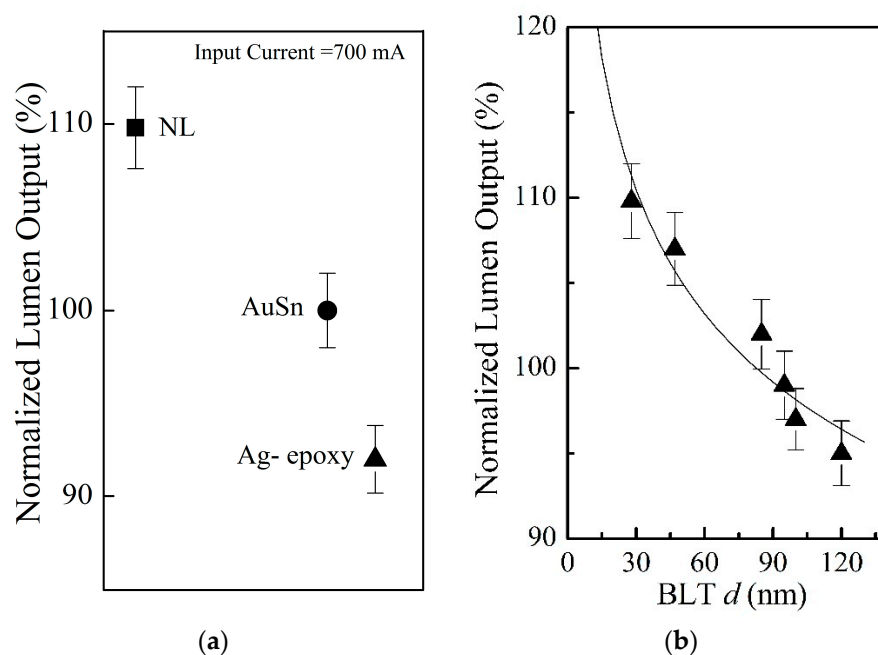 Input Current =700 mA
Normalized Lumen Output (%)
110
100
90
NL
AuSn
Ag- epoxy
(a)
Normalized Lumen Output (%)
120
110
100
90
0 30 60 90 120
BLT d (nm)
(b)